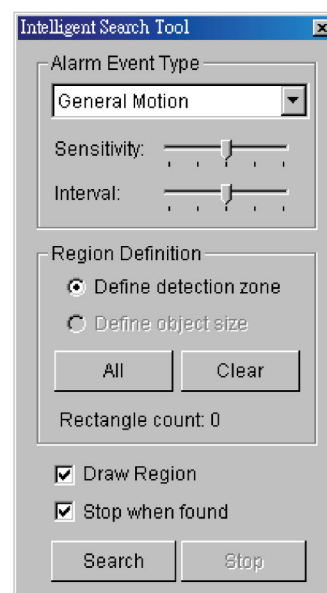 Intelligent Search Tool
Alarm Event Type
General Motion
Sensitivity:
Interval:
Region Definition
Define detection zone
Define object size
All Clear
Rectangle count: 0
Draw Region
Stop when found
Search Stop